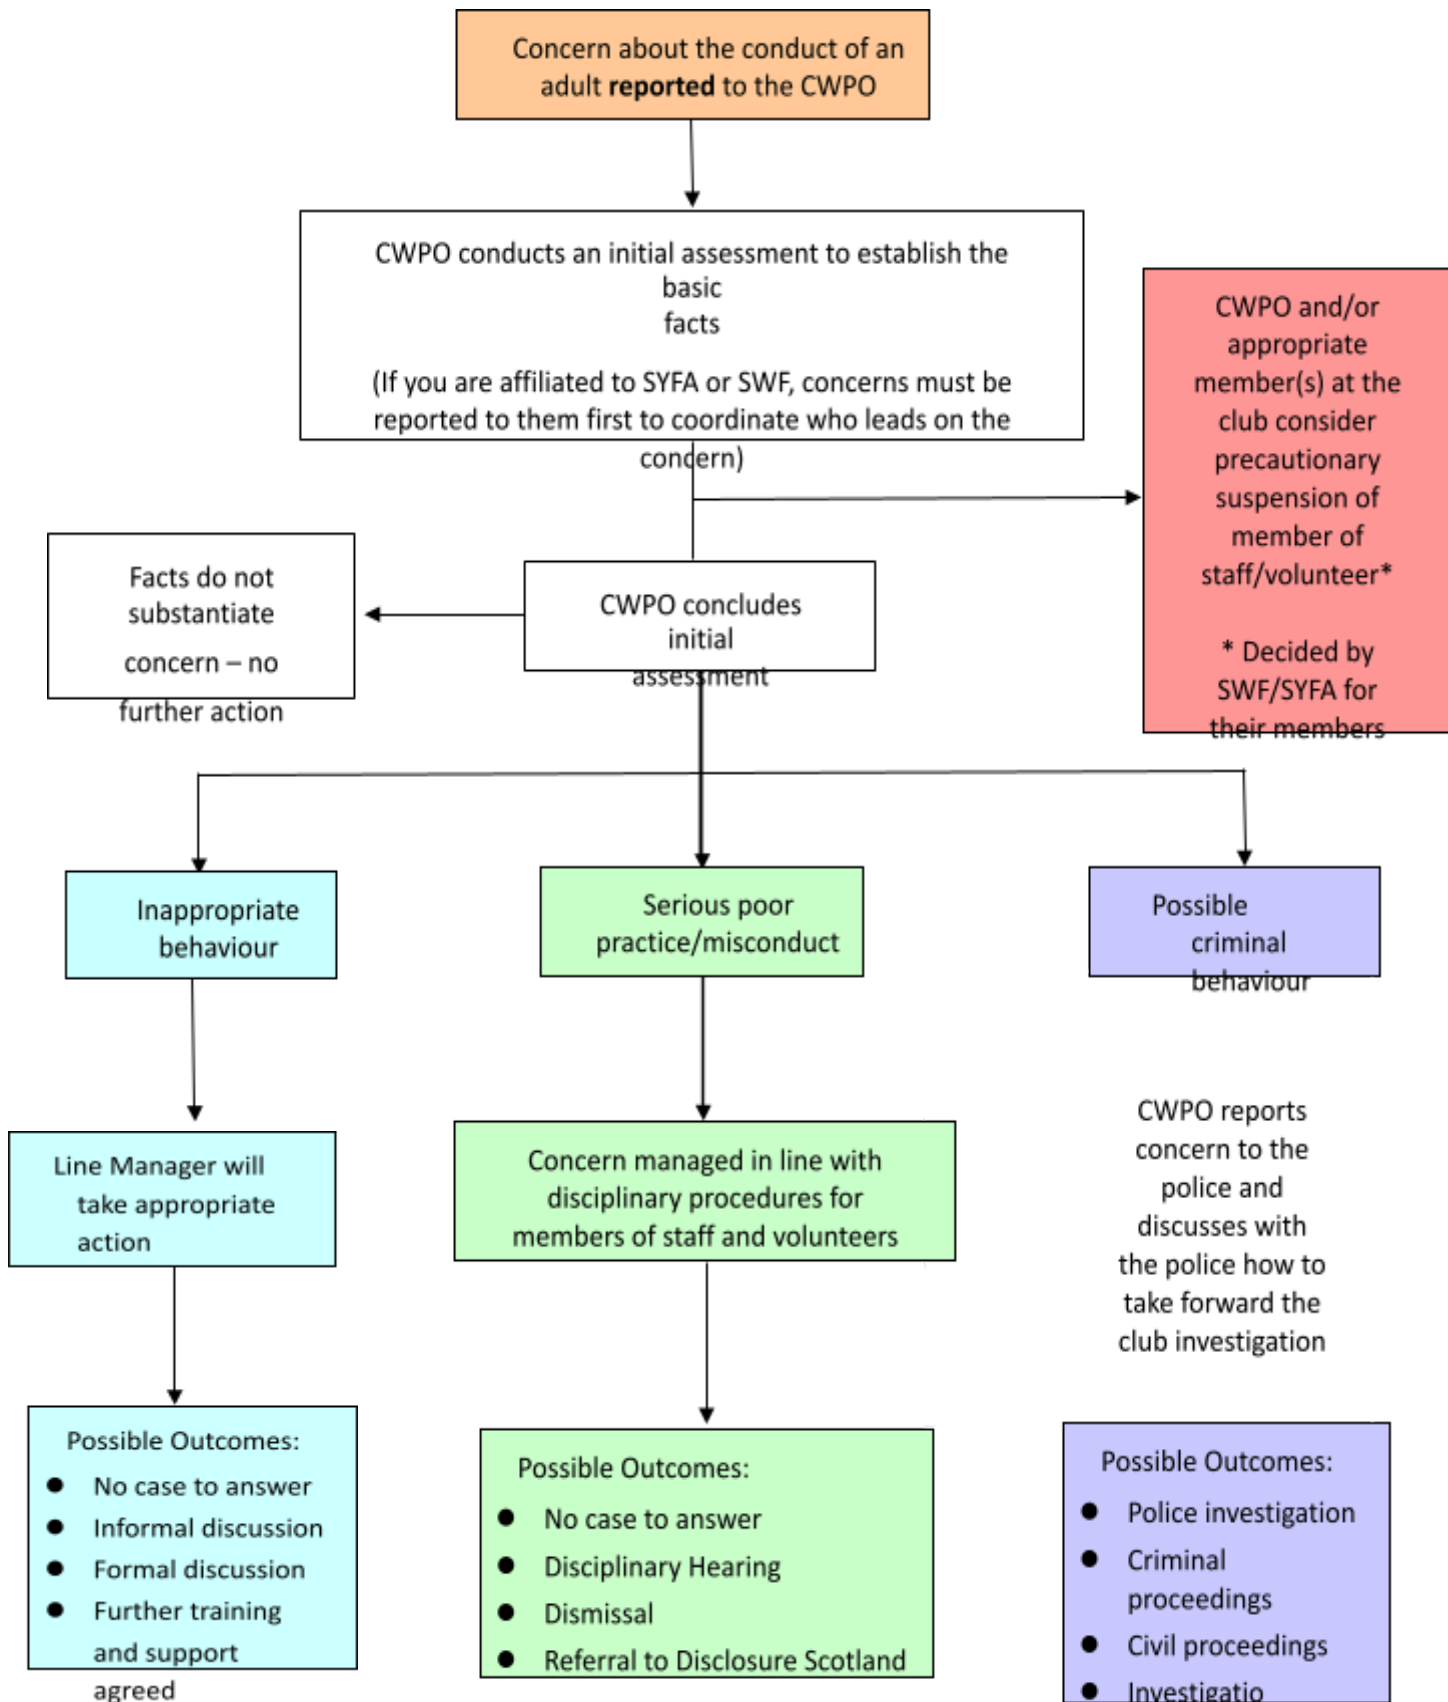 Concern about the conduct of an
adult reported to the CWPO
CWPO conducts an initial assessment to establish the
basic
facts
(If you are affiliated to SYFA or SWF, concerns must be
reported to them first to coordinate who leads on the
concern)
CWPO and/or
appropriate
member(s) at the
club consider
precautionary
suspension of
member of
staff/volunteer*
* Decided by
SWF/SYFA for
their members
Facts do not
substantiate
concern – no
further action
CWPO concludes
initial
assessment
Inappropriate
behaviour
Serious poor
practice/misconduct
Possible
criminal
behaviour
Line Manager will
take appropriate
action
Concern managed in line with
disciplinary procedures for
members of staff and volunteers
CWPO reports
concern to the
police and
discusses with
the police how to
take forward the
club investigation
Possible Outcomes:
● No case to answer
● Informal discussion
● Formal discussion
● Further training
and support
agreed
Possible Outcomes:
● No case to answer
● Disciplinary Hearing
● Dismissal
● Referral to Disclosure Scotland
Possible Outcomes:
● Police investigation
● Criminal
proceedings
● Civil proceedings
● Investigatio